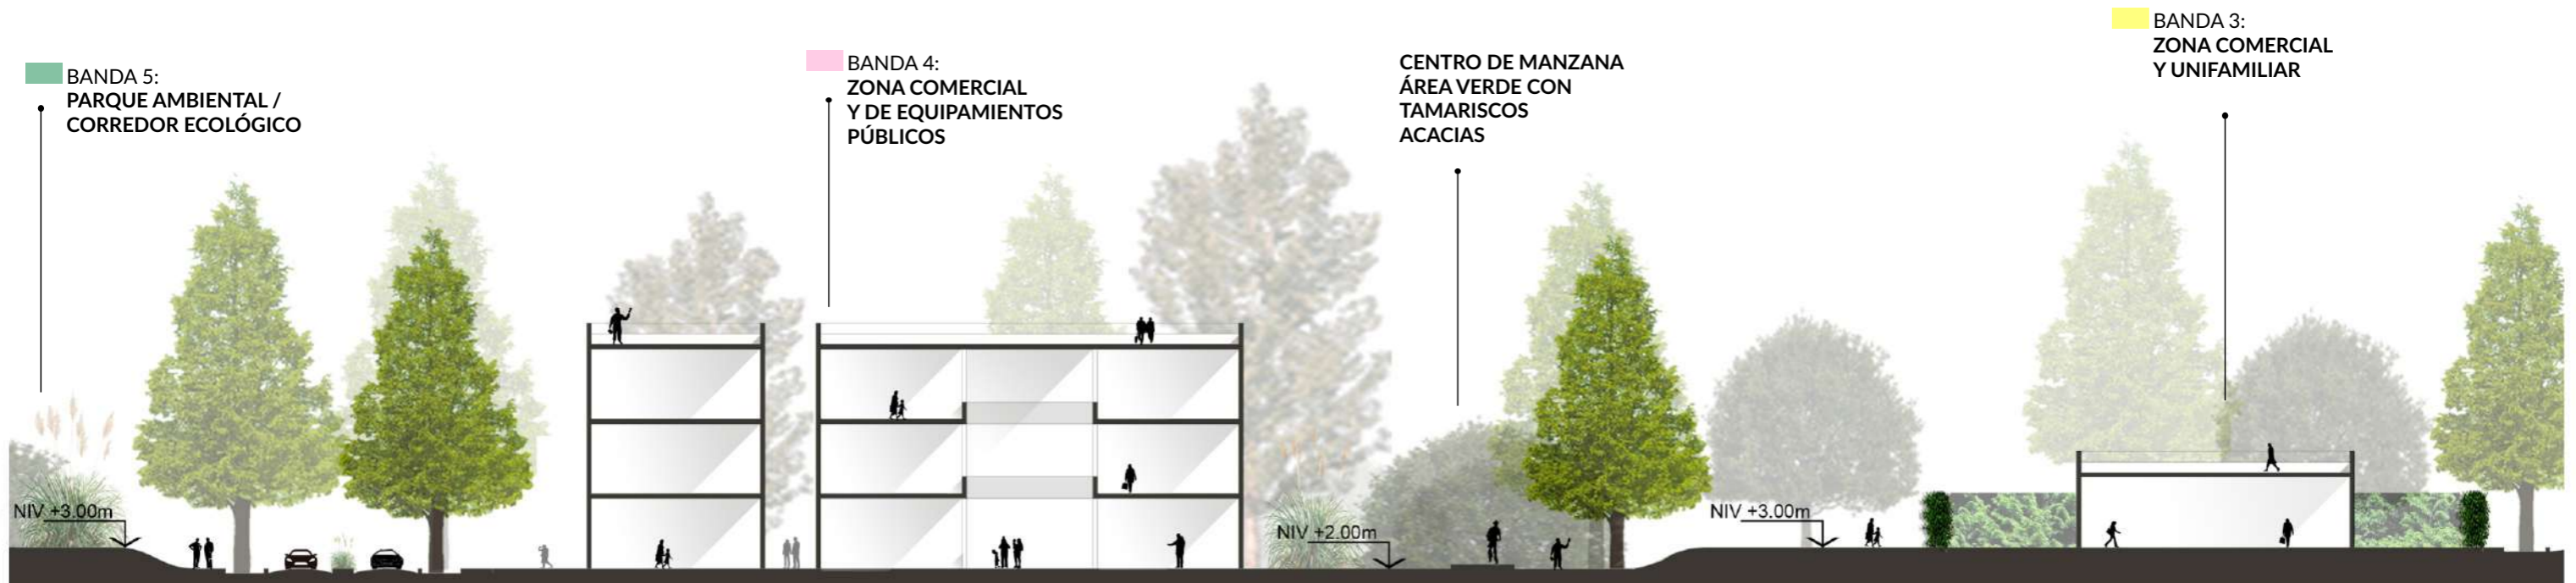 BANDA 5:
PARQUE AMBIENTAL /
CORREDOR ECOLÓGICO
BANDA 4:
ZONA COMERCIAL
Y DE EQUIPAMIENTOS
PÚBLICOS
CENTRO DE MANZANA
ÁREA VERDE CON
TAMARISCOS
ACACIAS
BANDA 3:
ZONA COMERCIAL
Y UNIFAMILIAR
NIV +3.00m
NIV +2.00m
NIV +3.00m